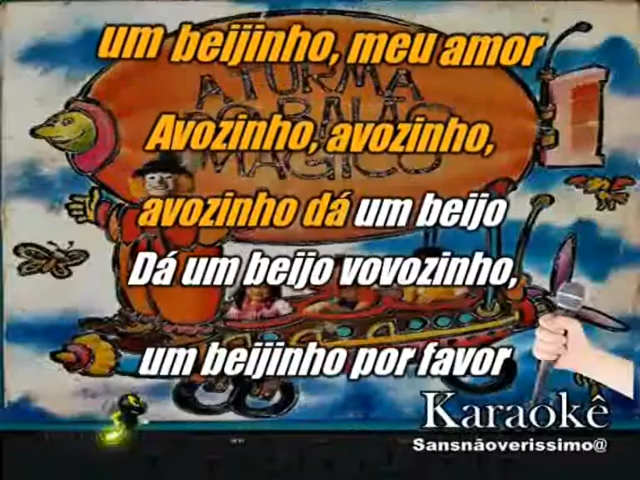 um beijinho, meu amor
A TURMA
DO BALÃO
MÁGICO
Avozinho, avozinho,
avozinho dá um beijo
Dá um beijo vovozinho,
um beijinho por favor
Karaokê
Sansnãoverissimo@